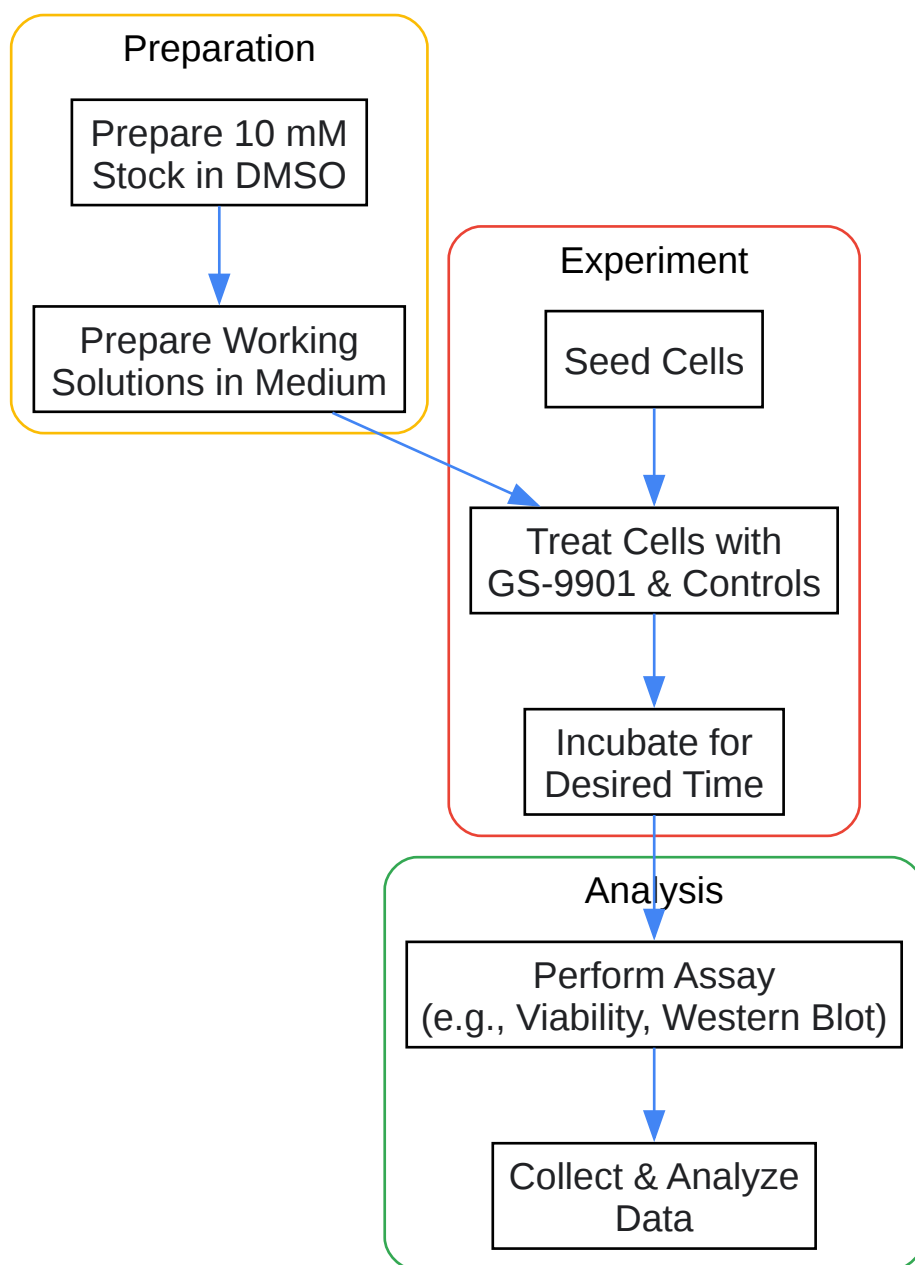 Preparation
Prepare 10 mM
Stock in DMSO
Prepare Working
Solutions in Medium
Experiment
Seed Cells
Treat Cells with
GS-9901 & Controls
Incubate for
Desired Time
Analysis
Perform Assay
(e.g., Viability, Western Blot)
Collect & Analyze
Data